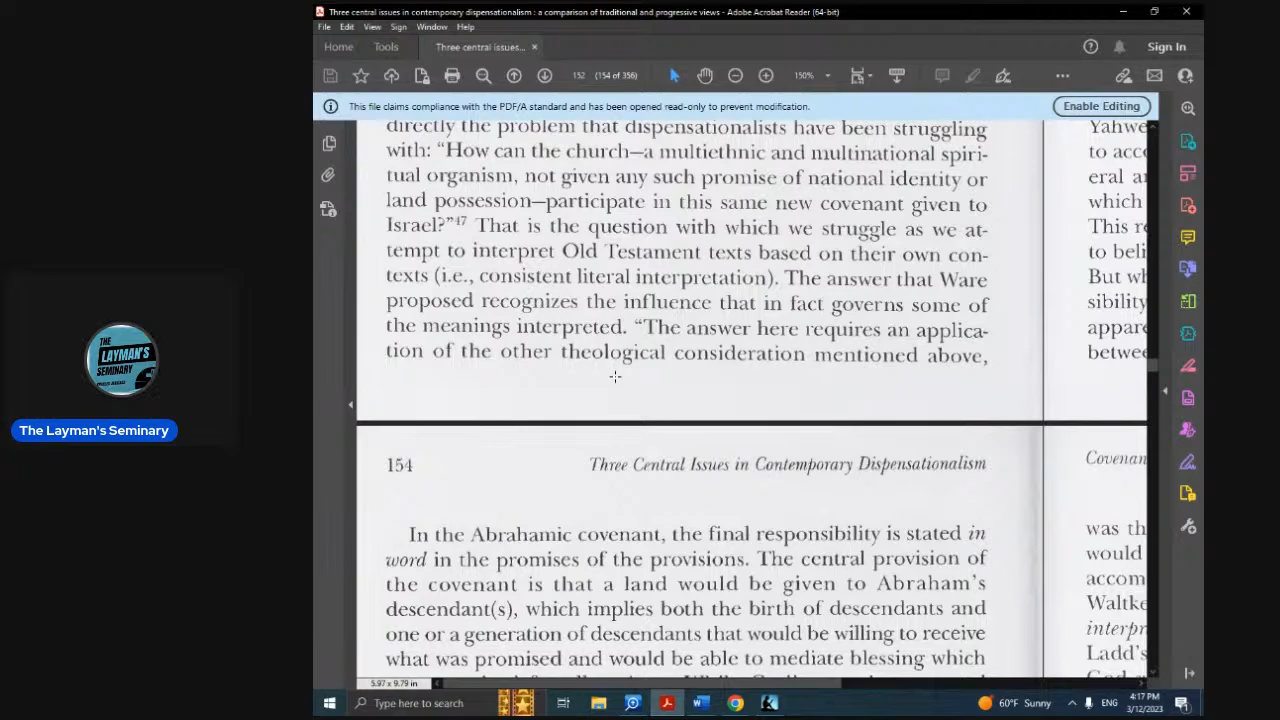 Three central issues in contemporary dispensationalism : a comparison of traditional and progressive views - Adobe Acrobat Reader (64-bit)
File Edit View Sign Window Help
Home Tools Three central issues... × Sign In
152 (154 of 356) 150%
This file claims compliance with the PDF/A standard and has been opened read-only to prevent modification. Enable Editing
directly the problem that dispensationalists have been struggling
with: “How can the church—a multiethnic and multinational spiri-
tual organism, not given any such promise of national identity or
land possession—participate in this same new covenant given to
Israel?”47 That is the question with which we struggle as we at-
tempt to interpret Old Testament texts based on their own con-
texts (i.e., consistent literal interpretation). The answer that Ware
proposed recognizes the influence that in fact governs some of
the meanings interpreted. “The answer here requires an applica-
tion of the other theological consideration mentioned above,
Yahwe
to acc
eral a
which
This r
to beli
But wh
sibility
appare
betwee
154 Three Central Issues in Contemporary Dispensationalism
In the Abrahamic covenant, the final responsibility is stated in
word in the promises of the provisions. The central provision of
the covenant is that a land would be given to Abraham’s
descendant(s), which implies both the birth of descendants and
one or a generation of descendants that would be willing to receive
what was promised and would be able to mediate blessing which
Covenan
was th
would
accom
Waltke
interpr
Ladd’s
5.97 x 9.79 in
THE
LAYMAN'S
SEMINARY
The Layman's Seminary
Type here to search
60°F Sunny ENG 4:17 PM
3/12/2023